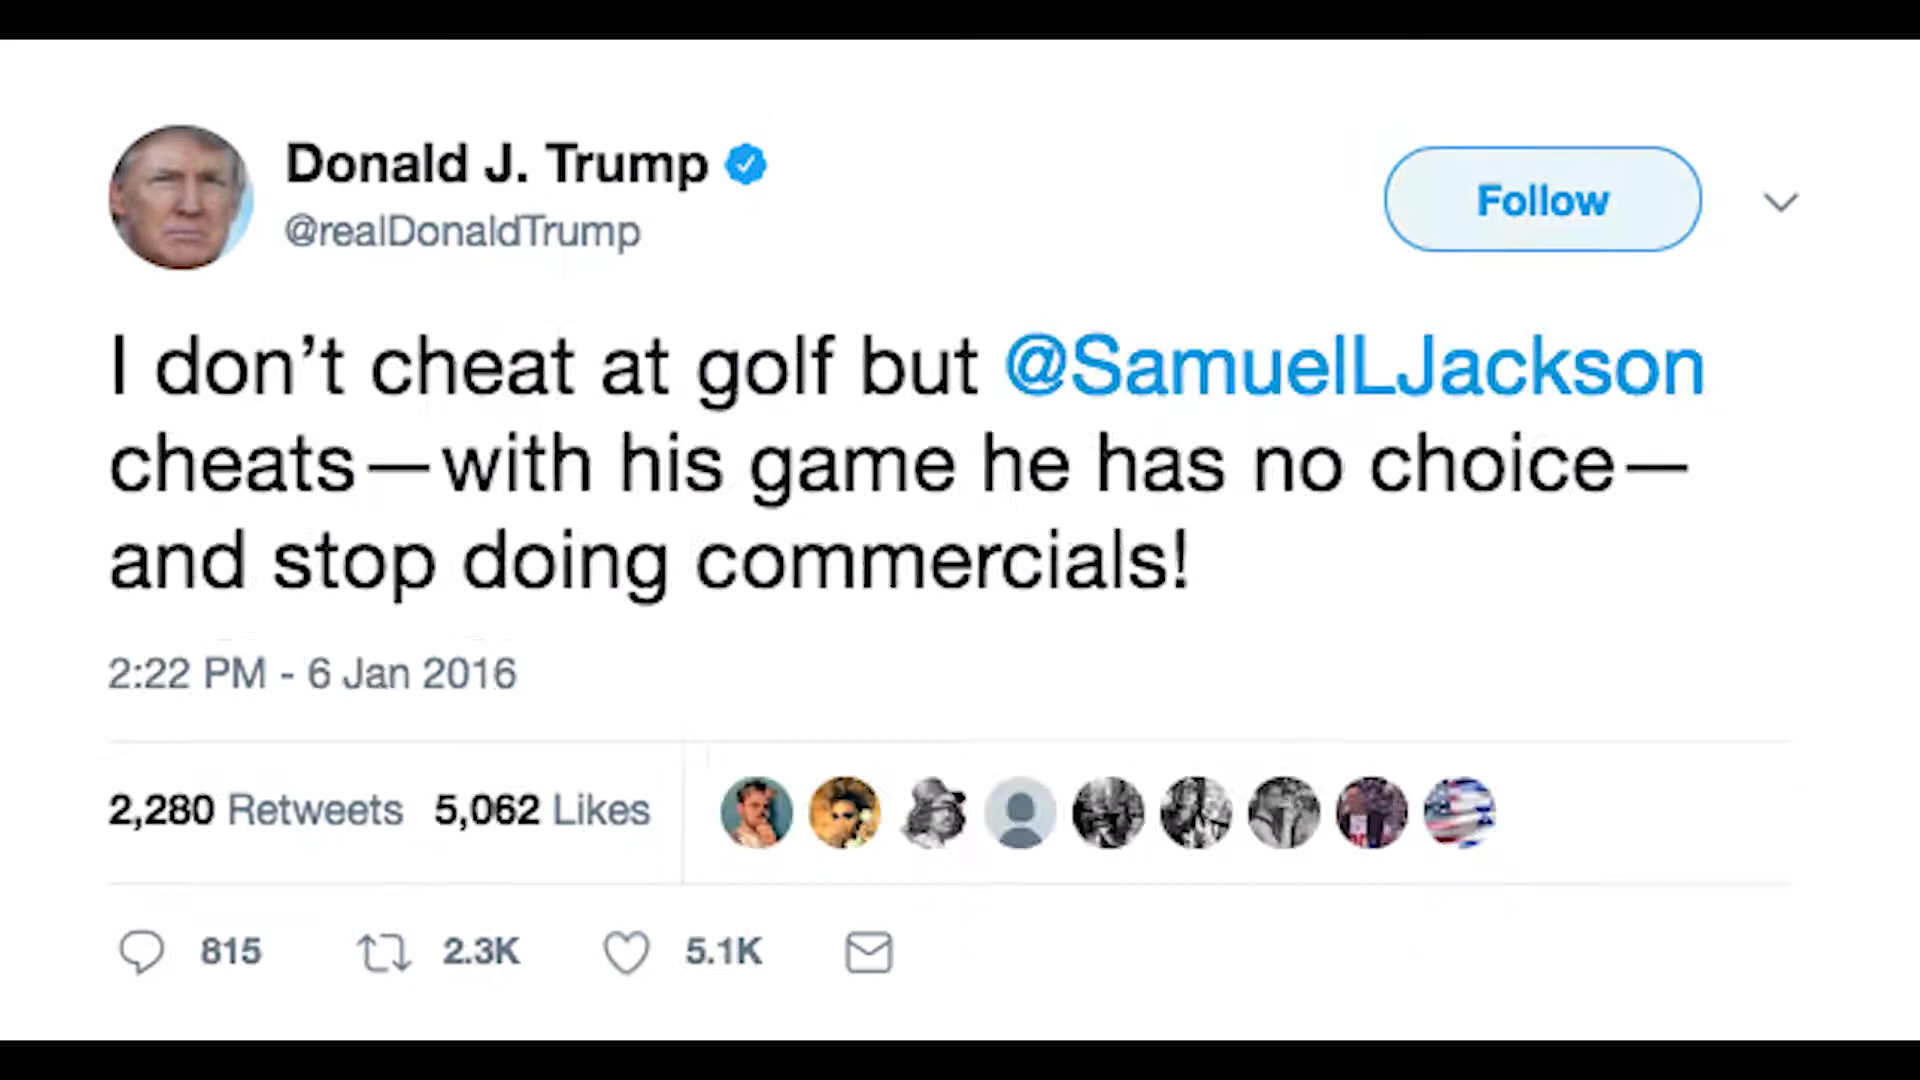 Donald J. Trump
@realDonaldTrump
Follow
I don't cheat at golf but @SamuelLJackson
cheats—with his game he has no choice—
and stop doing commercials!
2:22 PM - 6 Jan 2016
2,280 Retweets 5,062 Likes
815 2.3K 5.1K